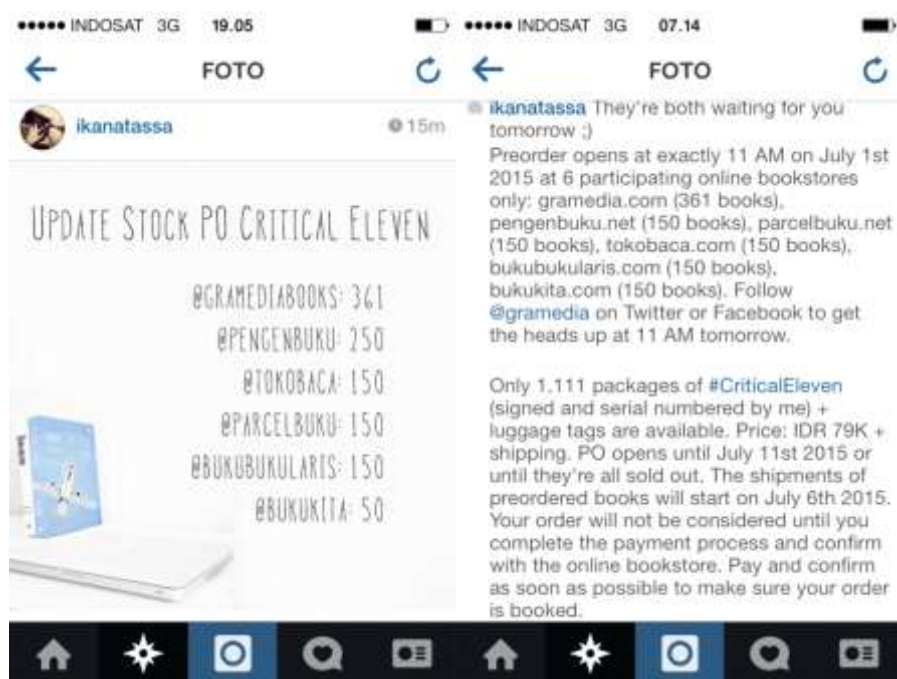 INDOSAT 3G 19.05
FOTO
ikanatassa 15m
UPDATE STOCK PO CRITICAL ELEVEN
@GRAMEDIABOOKS: 361
@PENGENBUKU: 250
@TOKOBACA: 150
@PARCELBUKU: 150
@BUKUBUKULARIS: 150
@BUKUKITA: 50
INDOSAT 3G 07.14
FOTO
ikanatassa They're both waiting for you
tomorrow ;)
Preorder opens at exactly 11 AM on July 1st
2015 at 6 participating online bookstores
only: gramedia.com (361 books),
pengenbuku.net (150 books), parcelbuku.net
(150 books), tokobaca.com (150 books),
bukubukularis.com (150 books),
bukukita.com (150 books). Follow
@gramedia on Twitter or Facebook to get
the heads up at 11 AM tomorrow.
Only 1.111 packages of #CriticalEleven
(signed and serial numbered by me) +
luggage tags are available. Price: IDR 79K +
shipping. PO opens until July 11st 2015 or
until they're all sold out. The shipments of
preordered books will start on July 6th 2015.
Your order will not be considered until you
complete the payment process and confirm
with the online bookstore. Pay and confirm
as soon as possible to make sure your order
is booked.